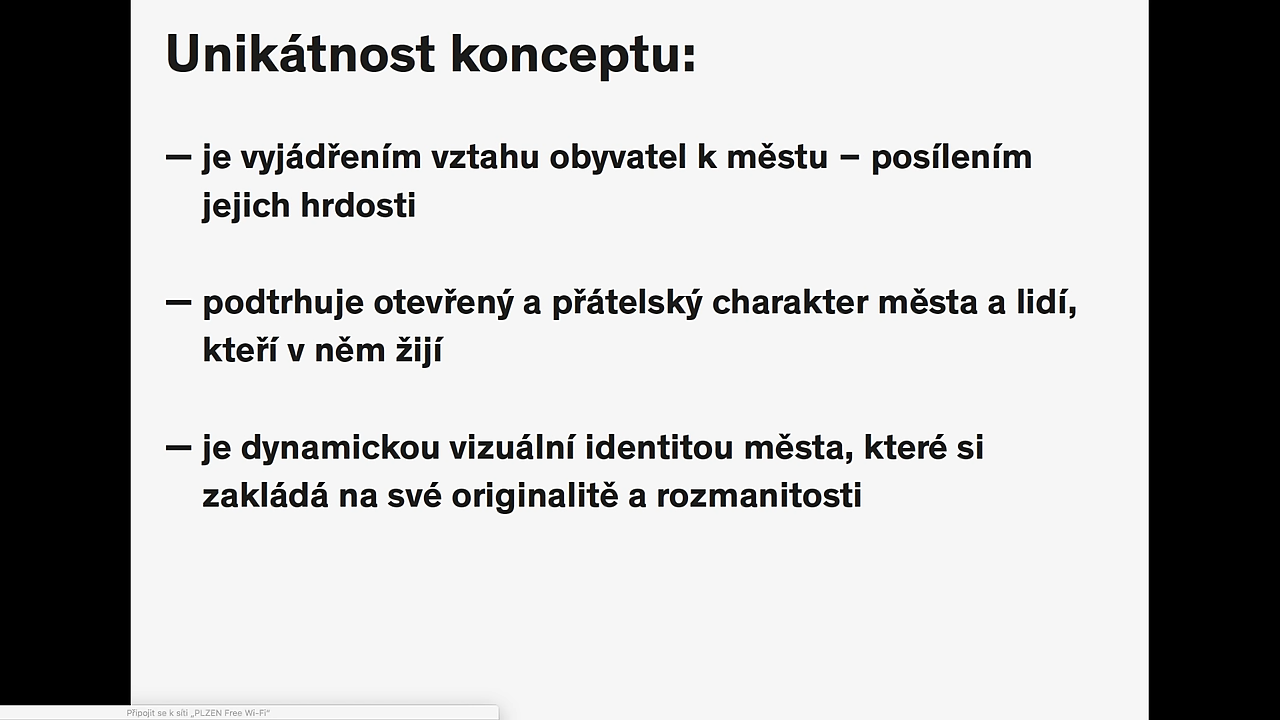 Unikátnost konceptu:
— je vyjádřením vztahu obyvatel k městu – posílením
jejich hrdosti
— podtrhuje otevřený a přátelský charakter města a lidí,
kteří v něm žijí
— je dynamickou vizuální identitou města, které si
zakládá na své originalitě a rozmanitosti
Připojit se k síti „PLZEN Free Wi-Fi“